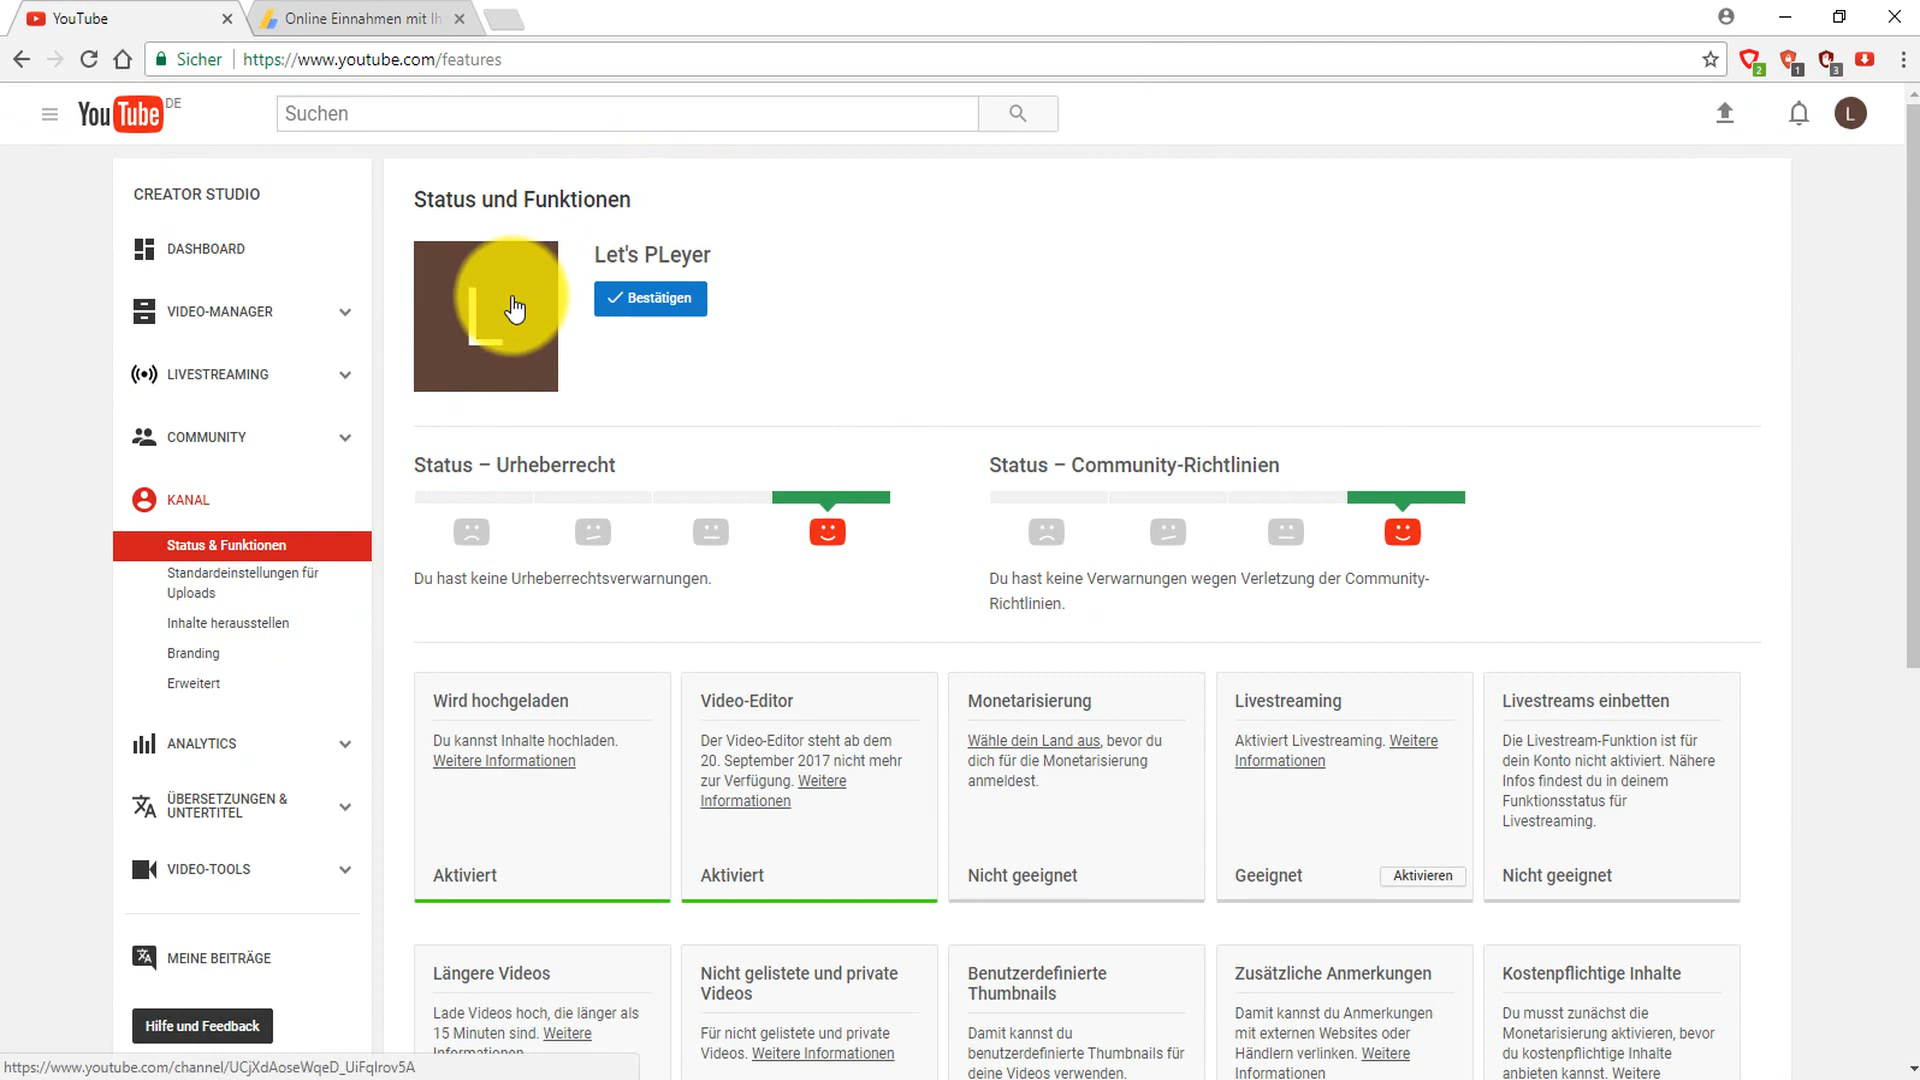 YouTube
Online Einnahmen mit Ih
Sicher
https://www.youtube.com/features
2
1
3
YouTube DE
Suchen
L
CREATOR STUDIO
DASHBOARD
VIDEO-MANAGER
LIVESTREAMING
COMMUNITY
KANAL
Status & Funktionen
Standardeinstellungen für
Uploads
Inhalte herausstellen
Branding
Erweitert
ANALYTICS
ÜBERSETZUNGEN &
UNTERTITEL
VIDEO-TOOLS
MEINE BEITRÄGE
Hilfe und Feedback
Status und Funktionen
L
Let's PLeyer
Bestätigen
Status – Urheberrecht
Du hast keine Urheberrechtsverwarnungen.
Status – Community-Richtlinien
Du hast keine Verwarnungen wegen Verletzung der Community-
Richtlinien.
Wird hochgeladen
Du kannst Inhalte hochladen.
Weitere Informationen
Aktiviert
Video-Editor
Der Video-Editor steht ab dem
20. September 2017 nicht mehr
zur Verfügung. Weitere
Informationen
Aktiviert
Monetarisierung
Wähle dein Land aus, bevor du
dich für die Monetarisierung
anmeldest.
Nicht geeignet
Livestreaming
Aktiviert Livestreaming. Weitere
Informationen
Geeignet
Aktivieren
Livestreams einbetten
Die Livestream-Funktion ist für
dein Konto nicht aktiviert. Nähere
Infos findest du in deinem
Funktionsstatus für
Livestreaming.
Nicht geeignet
Längere Videos
Lade Videos hoch, die länger als
15 Minuten sind. Weitere
Informationen
Nicht gelistete und private
Videos
Für nicht gelistete und private
Videos. Weitere Informationen
Benutzerdefinierte
Thumbnails
Damit kannst du
benutzerdefinierte Thumbnails für
deine Videos verwenden.
Zusätzliche Anmerkungen
Damit kannst du Anmerkungen
mit externen Websites oder
Händlern verlinken. Weitere
Informationen
Kostenpflichtige Inhalte
Du musst zunächst die
Monetarisierung aktivieren, bevor
du kostenpflichtige Inhalte
anbieten kannst. Weitere
https://www.youtube.com/channel/UCjXdAoseWqeD_UiFqIrov5A